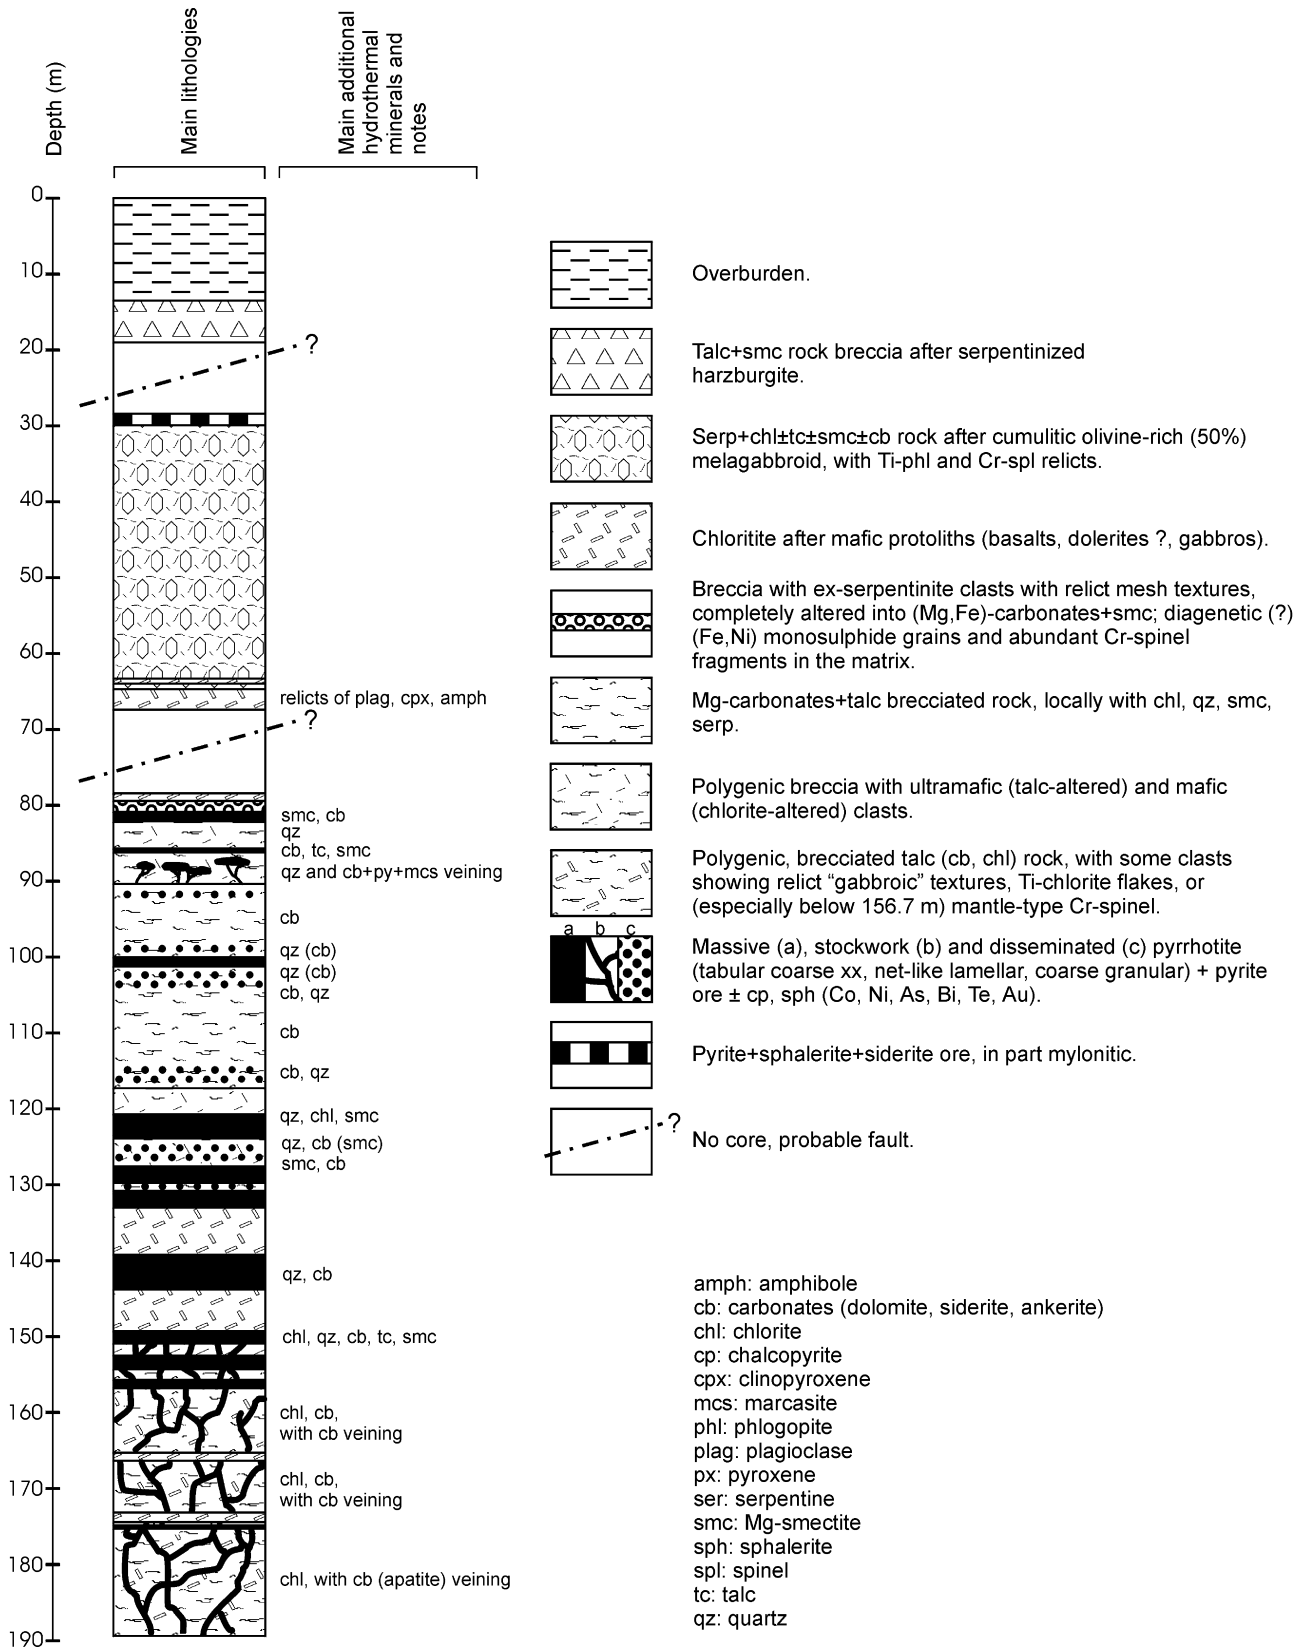 Depth (m)
Main lithologies
Main additional
hydrothermal
minerals and
notes
0
10
20
30
40
50
60
70
80
90
100
110
120
130
140
150
160
170
180
190
?
relicts of plag, cpx, amph
?
smc, cb
qz
cb, tc, smc
qz and cb+py+mcs veining
cb
qz (cb)
qz (cb)
cb, qz
cb
cb, qz
qz, chl, smc
qz, cb (smc)
smc, cb
qz, cb
chl, qz, cb, tc, smc
chl, cb,
with cb veining
chl, cb,
with cb veining
chl, with cb (apatite) veining
Overburden.
Talc+smc rock breccia after serpentinized
harzburgite.
Serp+chl±tc±smc±cb rock after cumulitic olivine-rich (50%)
melagabbroid, with Ti-phl and Cr-spl relicts.
Chloritite after mafic protoliths (basalts, dolerites ?, gabbros).
Breccia with ex-serpentinite clasts with relict mesh textures,
completely altered into (Mg,Fe)-carbonates+smc; diagenetic (?)
(Fe,Ni) monosulphide grains and abundant Cr-spinel
fragments in the matrix.
Mg-carbonates+talc brecciated rock, locally with chl, qz, smc,
serp.
Polygenic breccia with ultramafic (talc-altered) and mafic
(chlorite-altered) clasts.
Polygenic, brecciated talc (cb, chl) rock, with some clasts
showing relict “gabbroic” textures, Ti-chlorite flakes, or
(especially below 156.7 m) mantle-type Cr-spinel.
a b c
Massive (a), stockwork (b) and disseminated (c) pyrrhotite
(tabular coarse xx, net-like lamellar, coarse granular) + pyrite
ore ± cp, sph (Co, Ni, As, Bi, Te, Au).
Pyrite+sphalerite+siderite ore, in part mylonitic.
?
No core, probable fault.
amph: amphibole
cb: carbonates (dolomite, siderite, ankerite)
chl: chlorite
cp: chalcopyrite
cpx: clinopyroxene
mcs: marcasite
phl: phlogopite
plag: plagioclase
px: pyroxene
ser: serpentine
smc: Mg-smectite
sph: sphalerite
spl: spinel
tc: talc
qz: quartz